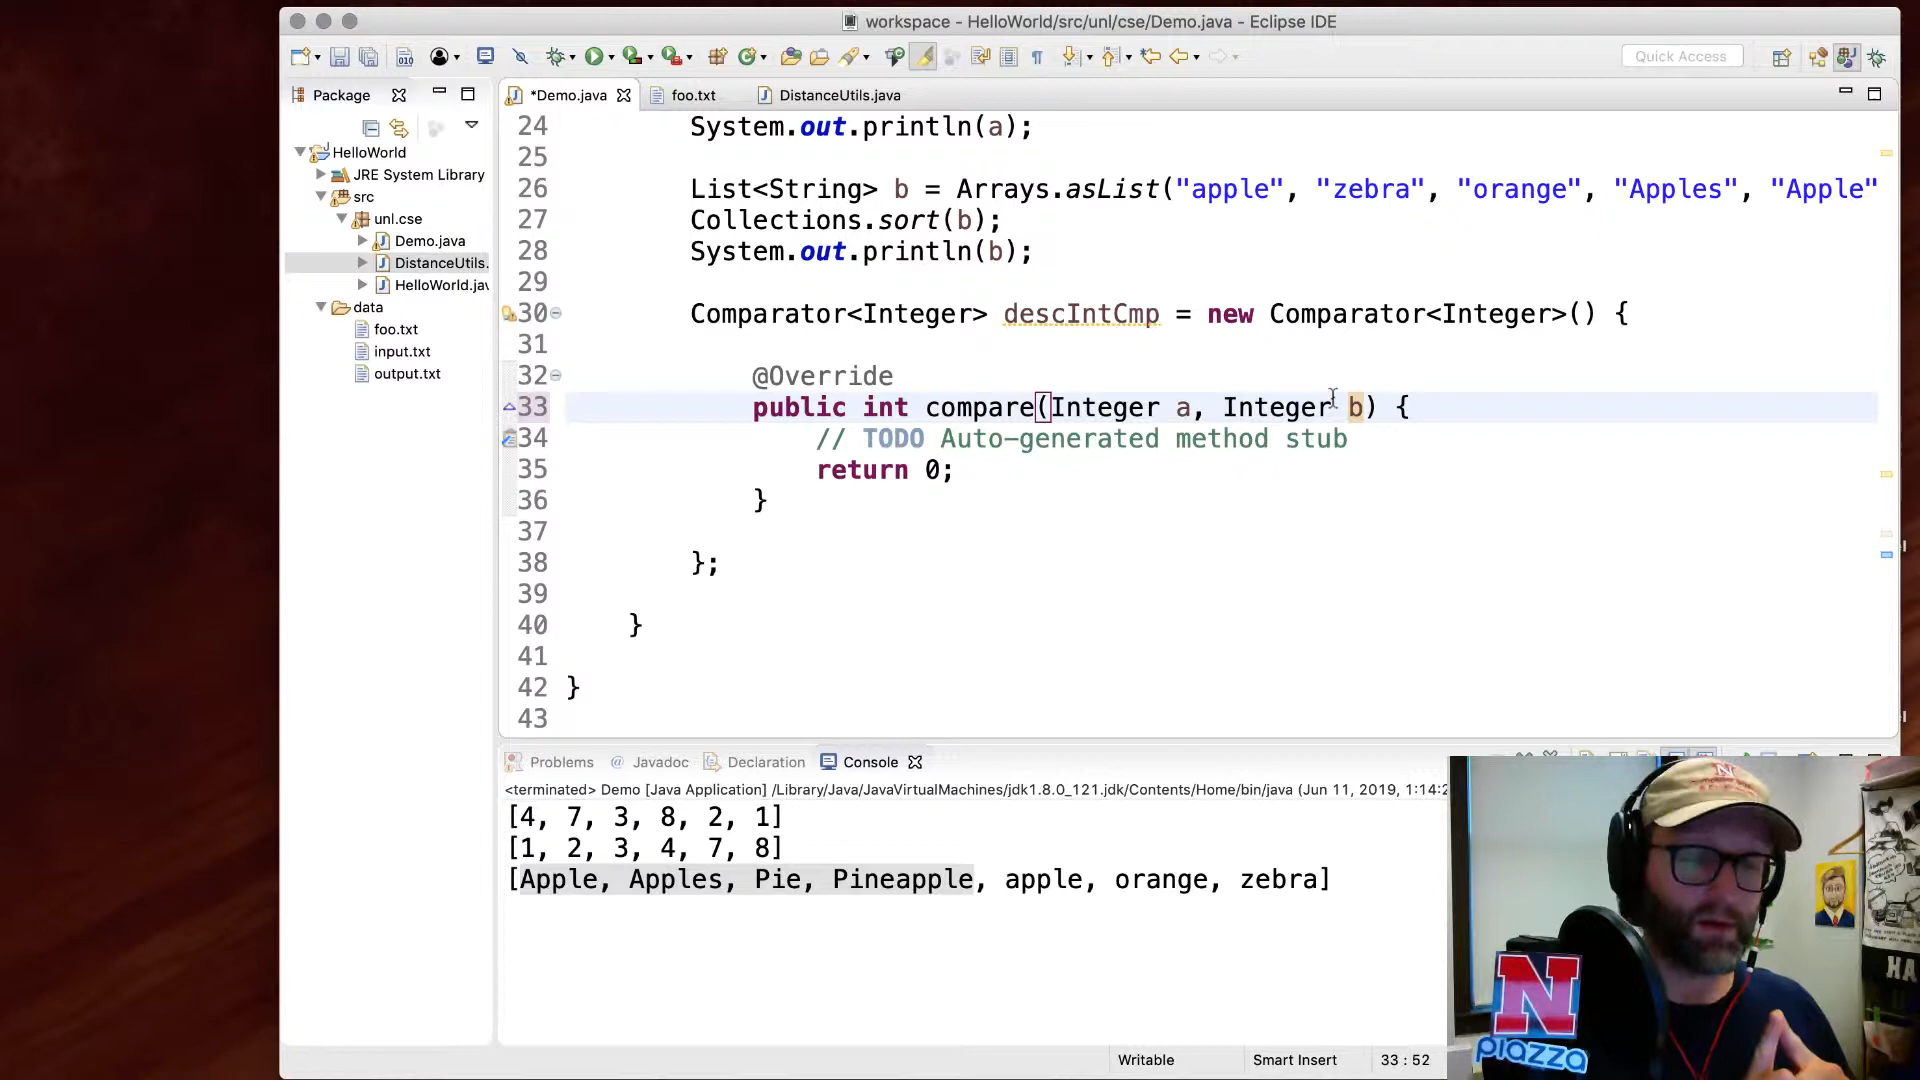 workspace - HelloWorld/src/unl/cse/Demo.java - Eclipse IDE
Quick Access
Package
*Demo.java
foo.txt
DistanceUtils.java
HelloWorld
JRE System Library
src
unl.cse
Demo.java
DistanceUtils.
HelloWorld.jav
data
foo.txt
input.txt
output.txt
24 System.out.println(a);
25
26 List<String> b = Arrays.asList("apple", "zebra", "orange", "Apples", "Apple"
27 Collections.sort(b);
28 System.out.println(b);
29
30 Comparator<Integer> descIntCmp = new Comparator<Integer>() {
31
32 @Override
33 public int compare(Integer a, Integer b) {
34 // TODO Auto-generated method stub
35 return 0;
36 }
37
38 };
39
40 }
41
42 }
43
Problems
@ Javadoc
Declaration
Console
<terminated> Demo [Java Application] /Library/Java/JavaVirtualMachines/jdk1.8.0_121.jdk/Contents/Home/bin/java (Jun 11, 2019, 1:14:2
[4, 7, 3, 8, 2, 1]
[1, 2, 3, 4, 7, 8]
[Apple, Apples, Pie, Pineapple, apple, orange, zebra]
Writable
Smart Insert
33 : 52
N
piazza
HA